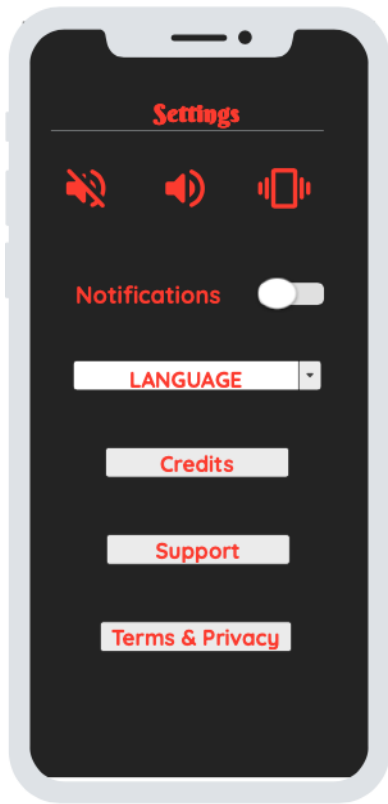 Settings
Notifications
LANGUAGE
Credits
Support
Terms & Privacy